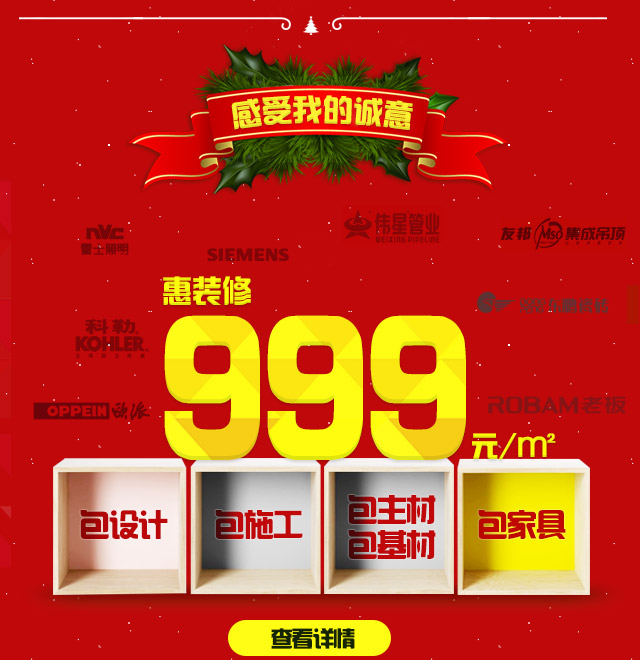 感受我的诚意
nVc
雷士照明
SIEMENS
伟星管业
WEIXING PIPELINE
友邦 MSO 集成吊顶
惠装修
999
元/m²
科勒
KOHLER
OPPEIN 欧派
ROBAM老板
包设计
包施工
包主材
包基材
包家具
查看详情